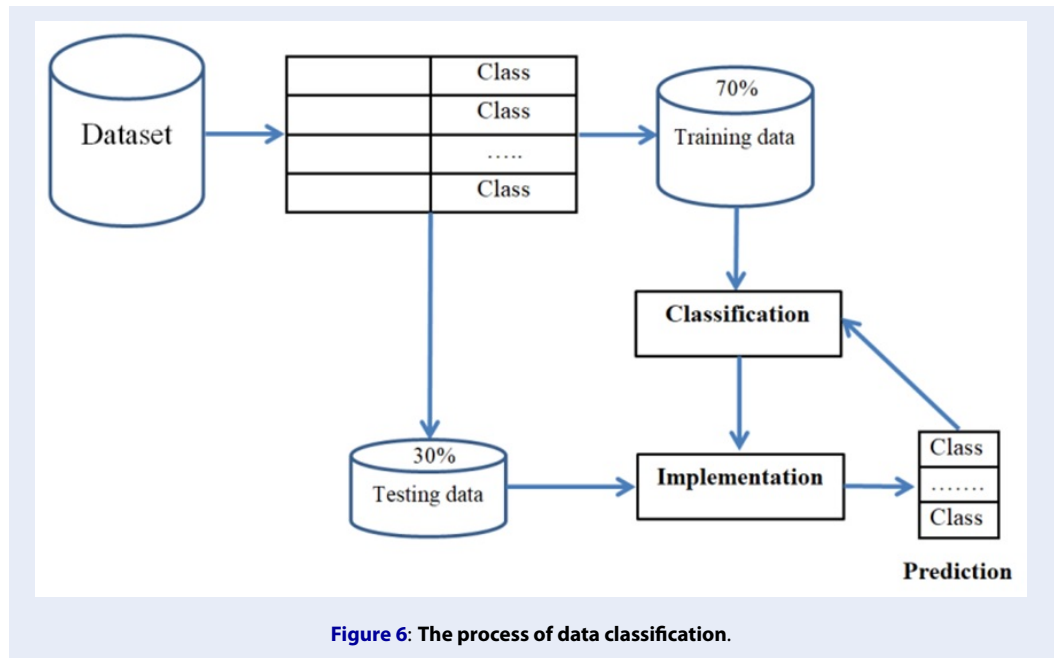 Dataset
Class
Class
.....
Class
70%
Training data
Classification
30%
Testing data
Implementation
Class
.......
Class
Prediction
Figure 6: The process of data classification.